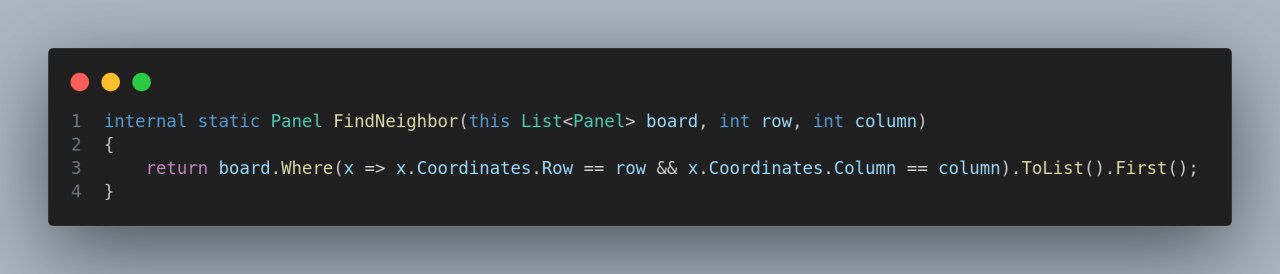 1 internal static Panel FindNeighbor(this List<Panel> board, int row, int column)
2 {
3     return board.Where(x => x.Coordinates.Row == row && x.Coordinates.Column == column).ToList().First();
4 }